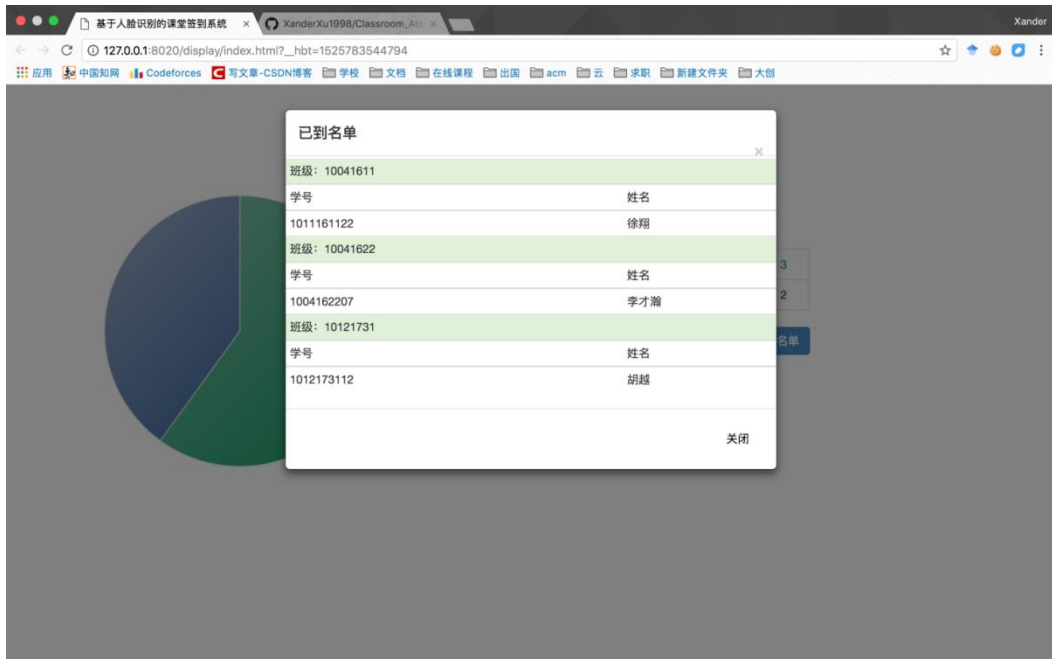 基于人脸识别的课堂签到系统
XanderXu1998/Classroom_Att
Xander
127.0.0.1:8020/display/index.html?__hbt=1525783544794
应用 中国知网 Codeforces 写文章-CSDN博客 学校 文档 在线课程 出国 acm 云 求职 新建文件夹 大创
已到名单
×
班级：10041611
学号 姓名
1011161122 徐翔
班级：10041622
学号 姓名
1004162207 李才瀚
班级：10121731
学号 姓名
1012173112 胡越
关闭
3
2
名单